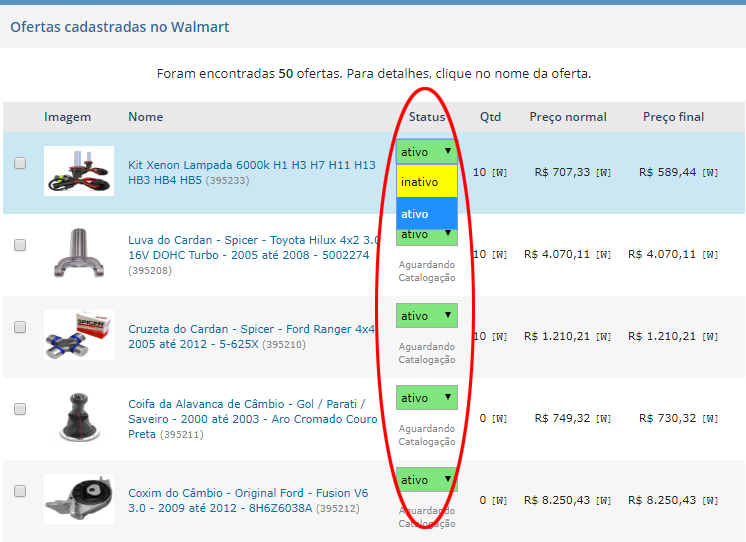 Ofertas cadastradas no Walmart
Foram encontradas 50 ofertas. Para detalhes, clique no nome da oferta.
Imagem Nome Status Qtd Preço normal Preço final
Kit Xenon Lampada 6000k H1 H3 H7 H11 H13
HB3 HB4 HB5 (395233)
ativo
inativo
ativo
10 [W] R$ 707,33 [W] R$ 589,44 [W]
Luva do Cardan - Spicer - Toyota Hilux 4x2 3.0
16V DOHC Turbo - 2005 até 2008 - 5002274
(395208)
ativo
Aguardando
Catalogação
10 [W] R$ 4.070,11 [W] R$ 4.070,11 [W]
SPICER
Cruzeta do Cardan - Spicer - Ford Ranger 4x4
2005 até 2012 - 5-625X (395210)
ativo
Aguardando
Catalogação
10 [W] R$ 1.210,21 [W] R$ 1.210,21 [W]
Coifa da Alavanca de Câmbio - Gol / Parati /
Saveiro - 2000 até 2003 - Aro Cromado Couro
Preta (395211)
ativo
Aguardando
Catalogação
0 [W] R$ 749,32 [W] R$ 730,32 [W]
Coxim do Câmbio - Original Ford - Fusion V6
3.0 - 2009 até 2012 - 8H6Z6038A (395212)
ativo
Aguardando
Catalogação
0 [W] R$ 8.250,43 [W] R$ 8.250,43 [W]